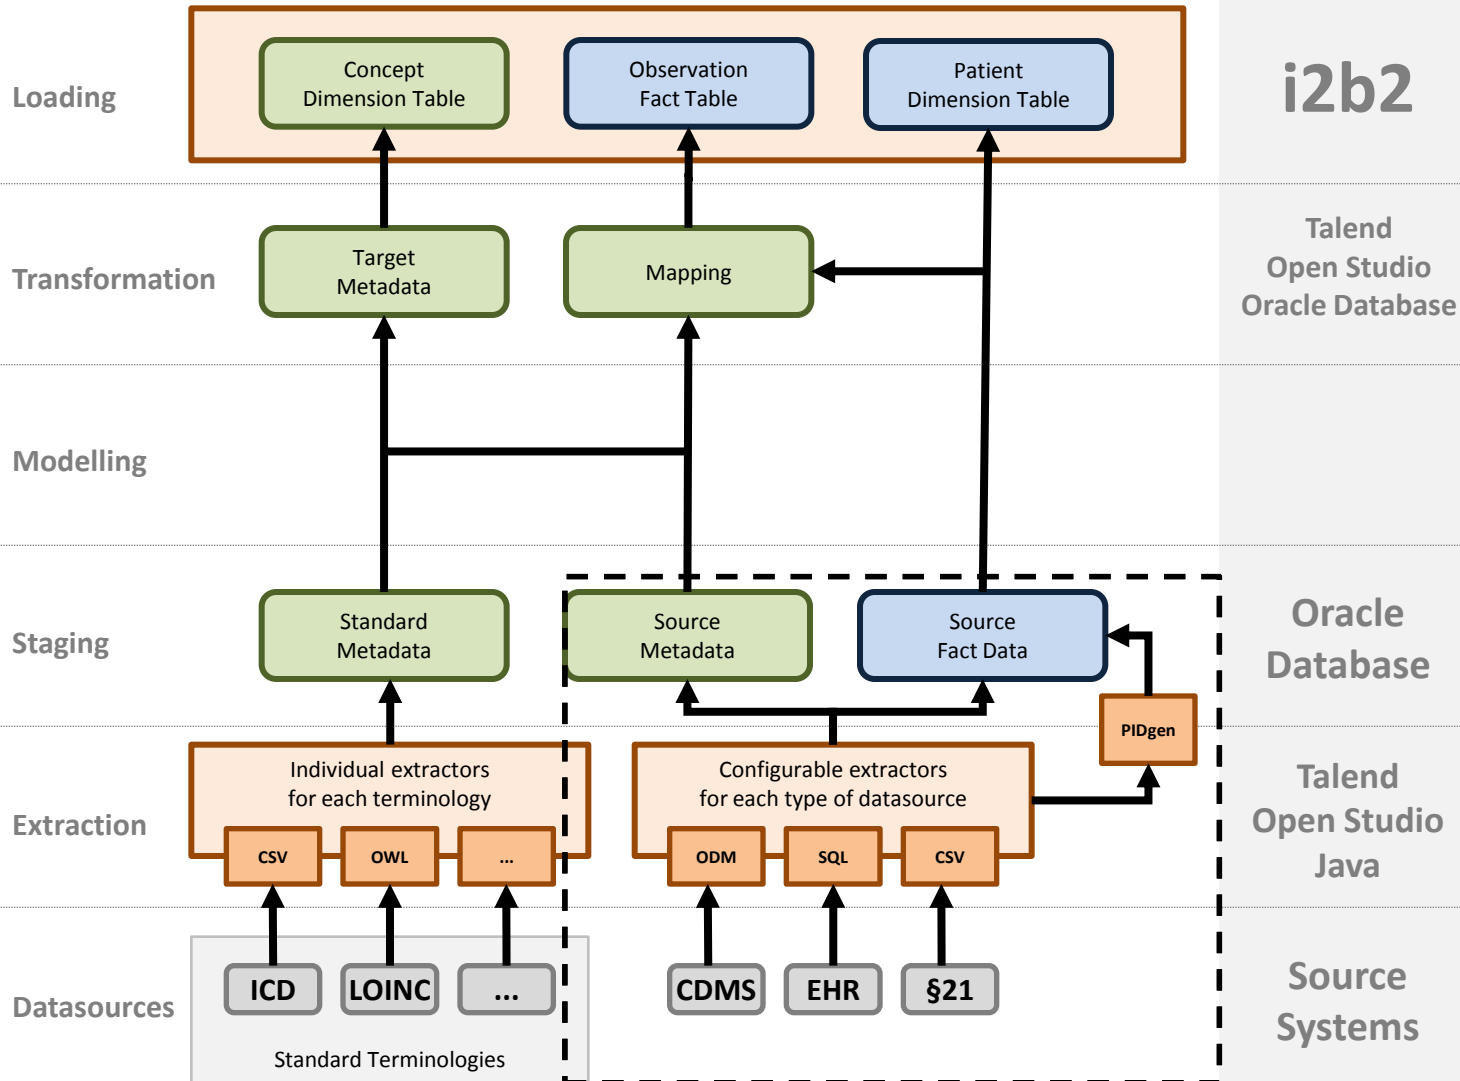 Loading
Concept
Dimension Table
Observation
Fact Table
Patient
Dimension Table
i2b2
Transformation
Target
Metadata
Mapping
Talend
Open Studio
Oracle Database
Modelling
Staging
Standard
Metadata
Source
Metadata
Source
Fact Data
Oracle
Database
PIDgen
Extraction
Individual extractors
for each terminology
CSV
OWL
...
Configurable extractors
for each type of datasource
ODM
SQL
CSV
Talend
Open Studio
Java
Datasources
ICD
LOINC
...
Standard Terminologies
CDMS
EHR
§21
Source
Systems